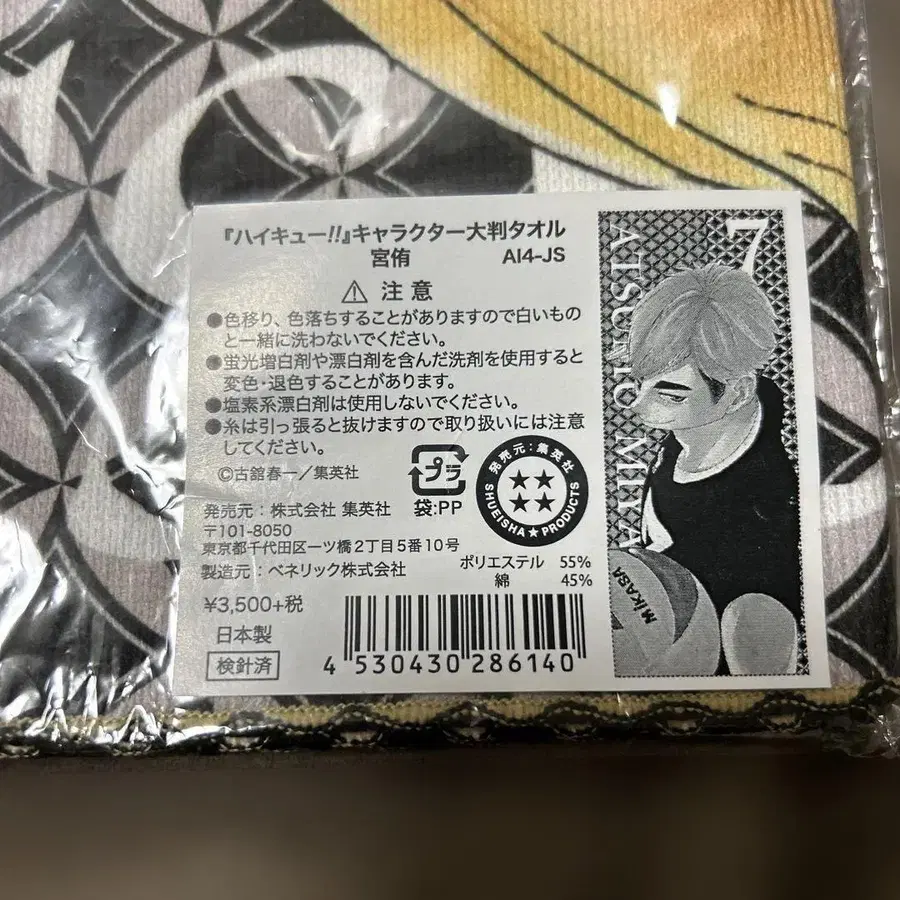 『ハイキュー!!』キャラクター大判タオル
宮侑 AI4-JS
注意
●色移り、色落ちすることがありますので白いもの
と一緒に洗わないでください。
●蛍光増白剤や漂白剤を含んだ洗剤を使用すると
変色・退色することがあります。
●塩素系漂白剤は使用しないでください。
●糸は引っ張ると抜けますので取り扱いには注意
してください。
©古舘春一/集英社
プラ
袋:PP
発売元:集英社
SHUEISHA★PRODUCTS
発売元:株式会社 集英社
〒101-8050
東京都千代田区一ツ橋2丁目5番10号
製造元:ベネリック株式会社
ポリエステル 55%
綿 45%
¥3,500+税
日本製
検針済
4 530430 286140
7
ATSUMU MIYA
MIKASA